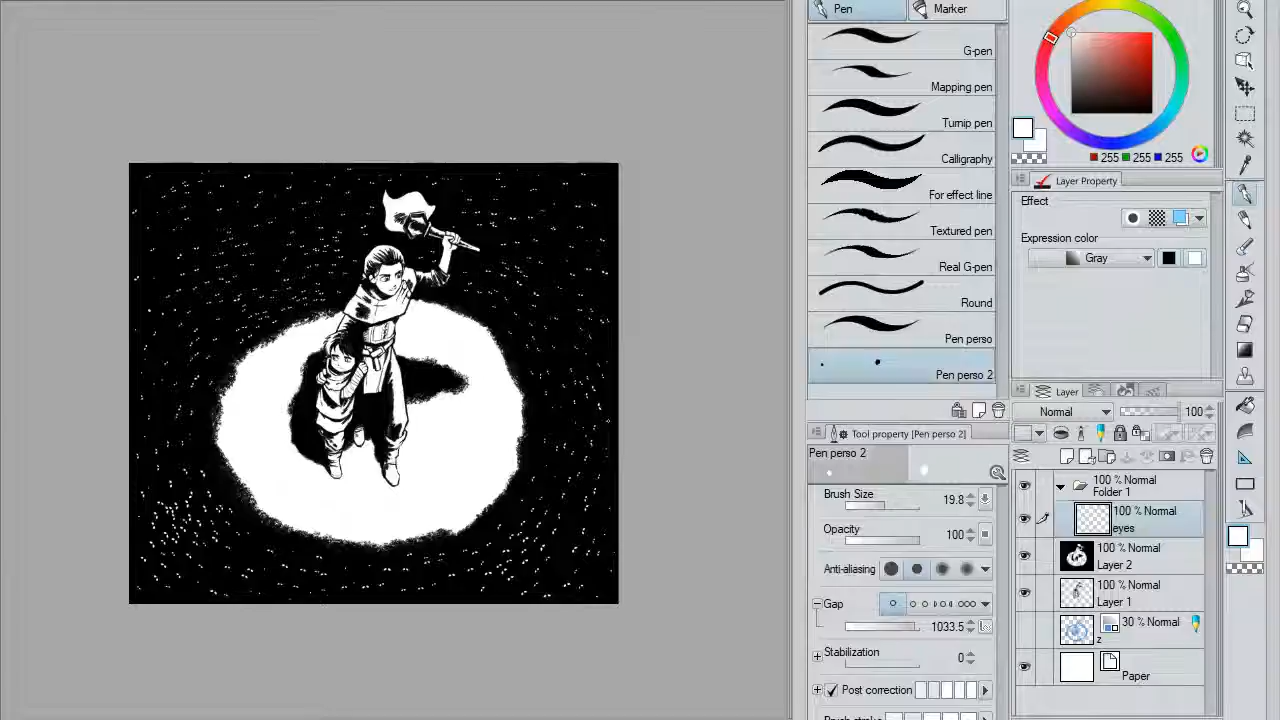 Pen
Marker
G-pen
Mapping pen
Turnip pen
Calligraphy
For effect line
Textured pen
Real G-pen
Round
Pen perso
Pen perso 2
Tool property [Pen perso 2]
Pen perso 2
Brush Size
19.8
Opacity
100
Anti-aliasing
Gap
1033.5
Stabilization
0
Post correction
255
255
255
Layer Property
Effect
Expression color
Gray
Layer
Normal
100
100 % Normal
Folder 1
100 % Normal
eyes
100 % Normal
Layer 2
100 % Normal
Layer 1
30 % Normal
z
Paper